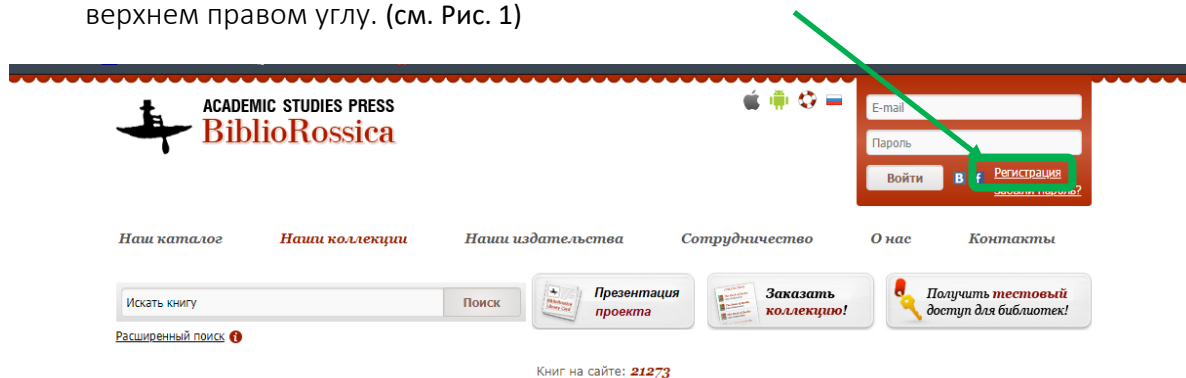 верхнем правом углу. (см. Рис. 1)
ACADEMIC STUDIES PRESS
BiblioRossica
E-mail
Пароль
Войти
Регистрация
Забыли пароль?
Наш каталог Наши коллекции Наши издательства Сотрудничество О нас Контакты
Искать книгу Поиск
Презентация
проекта
Заказать
коллекцию!
Получить тестовый
доступ для библиотек!
Расширенный поиск
Книг на сайте: 21273